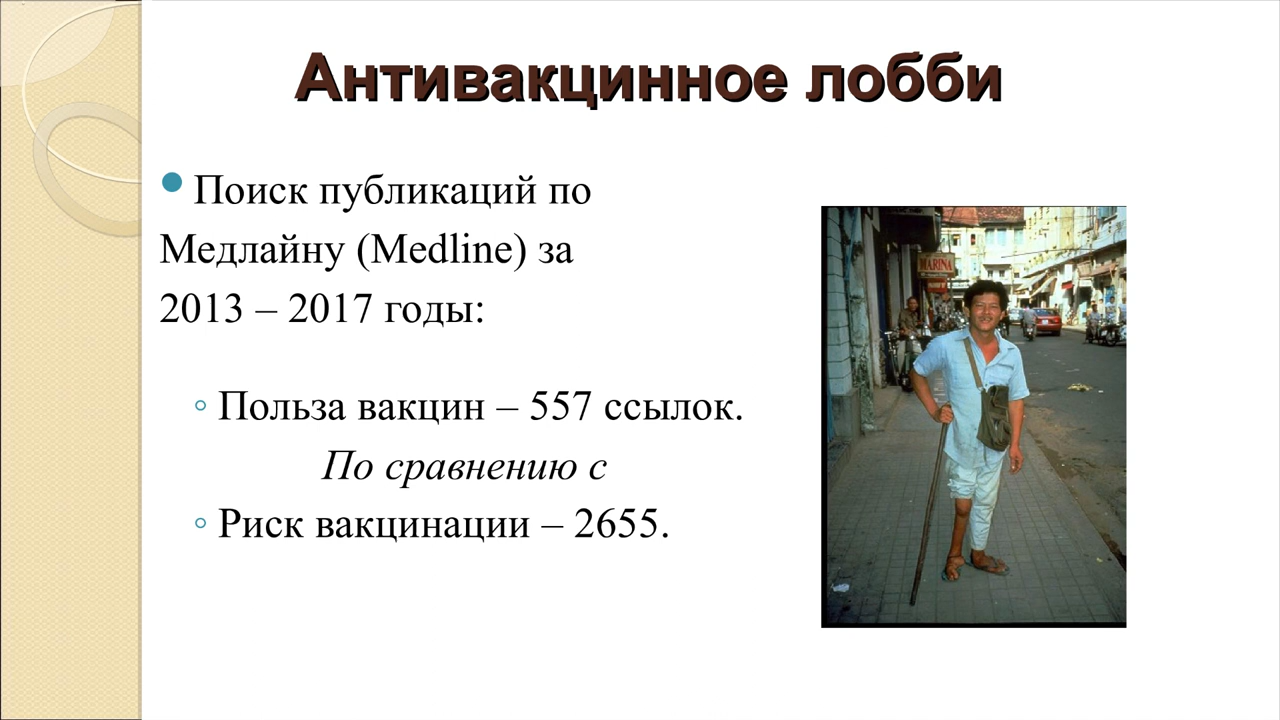 Антивакцинное лобби
Поиск публикаций по
Медлайну (Medline) за
2013 – 2017 годы:
◦ Польза вакцин – 557 ссылок.
По сравнению с
◦ Риск вакцинации – 2655.
MARINA